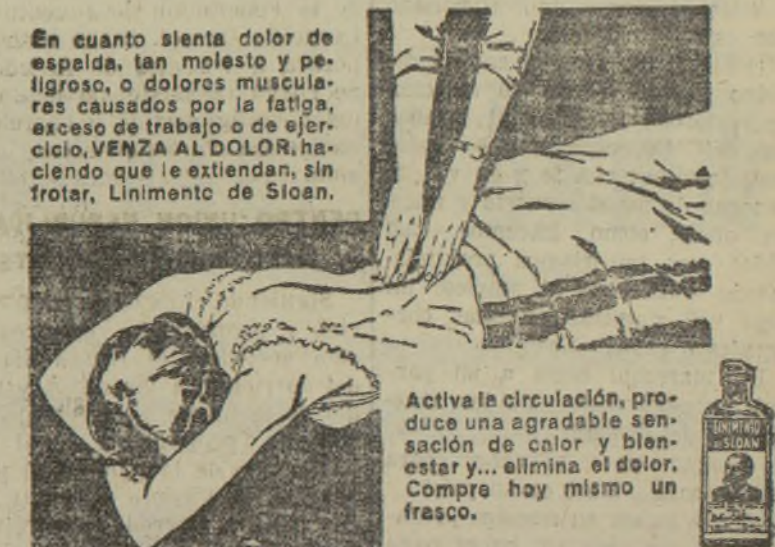 En cuanto sienta dolor de
espalda, tan molesto y pe-
ligroso, o dolores muscula-
res causados por la fatiga,
exceso de trabajo o de ejer-
cicio, VENZA AL DOLOR, ha-
ciendo que le extiendan, sin
frotar, Linimento de Sloan.
Activa la circulación, pro-
duce una agradable sen-
sación de calor y bien-
estar y... elimina el dolor.
Compre hoy mismo un
frasco.
LINIMENTO
DE SLOAN